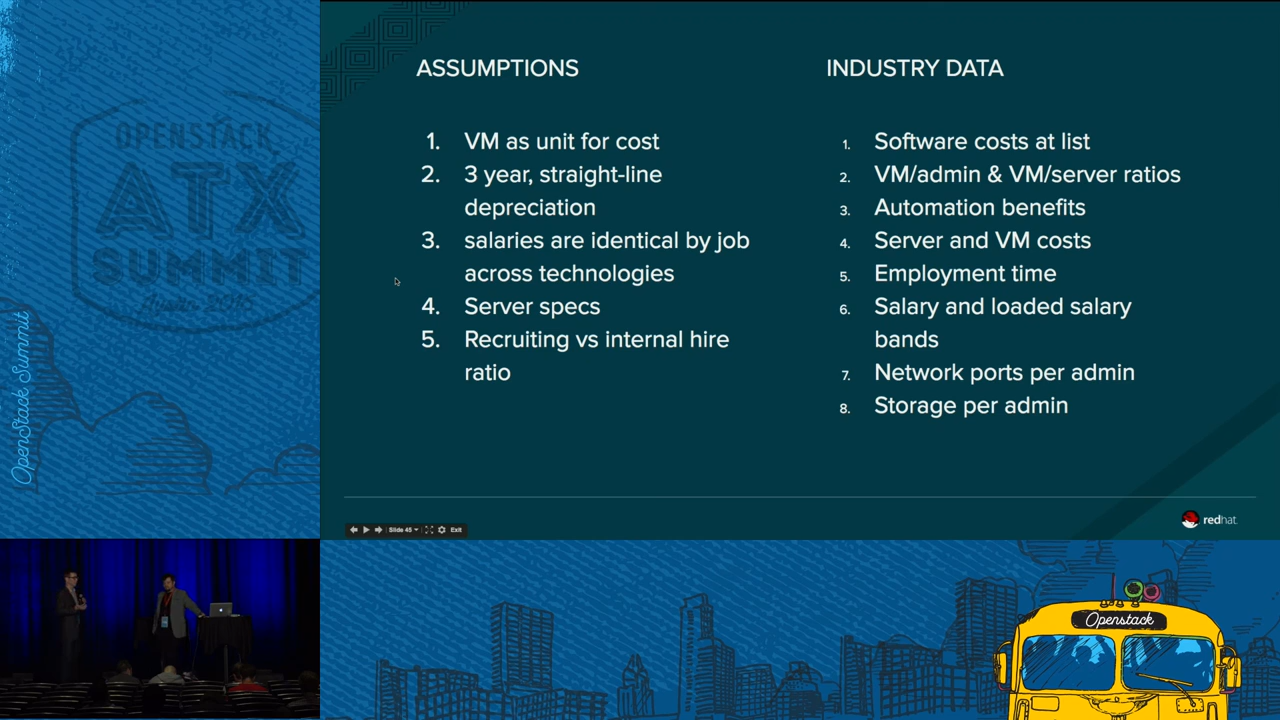 ASSUMPTIONS
1. VM as unit for cost
2. 3 year, straight-line
depreciation
3. salaries are identical by job
across technologies
4. Server specs
5. Recruiting vs internal hire
ratio
INDUSTRY DATA
1. Software costs at list
2. VM/admin & VM/server ratios
3. Automation benefits
4. Server and VM costs
5. Employment time
6. Salary and loaded salary
bands
7. Network ports per admin
8. Storage per admin
Slide 45
Exit
redhat.
OPENSTACK
ATX
SUMMIT
OpenStack Summit
Openstack